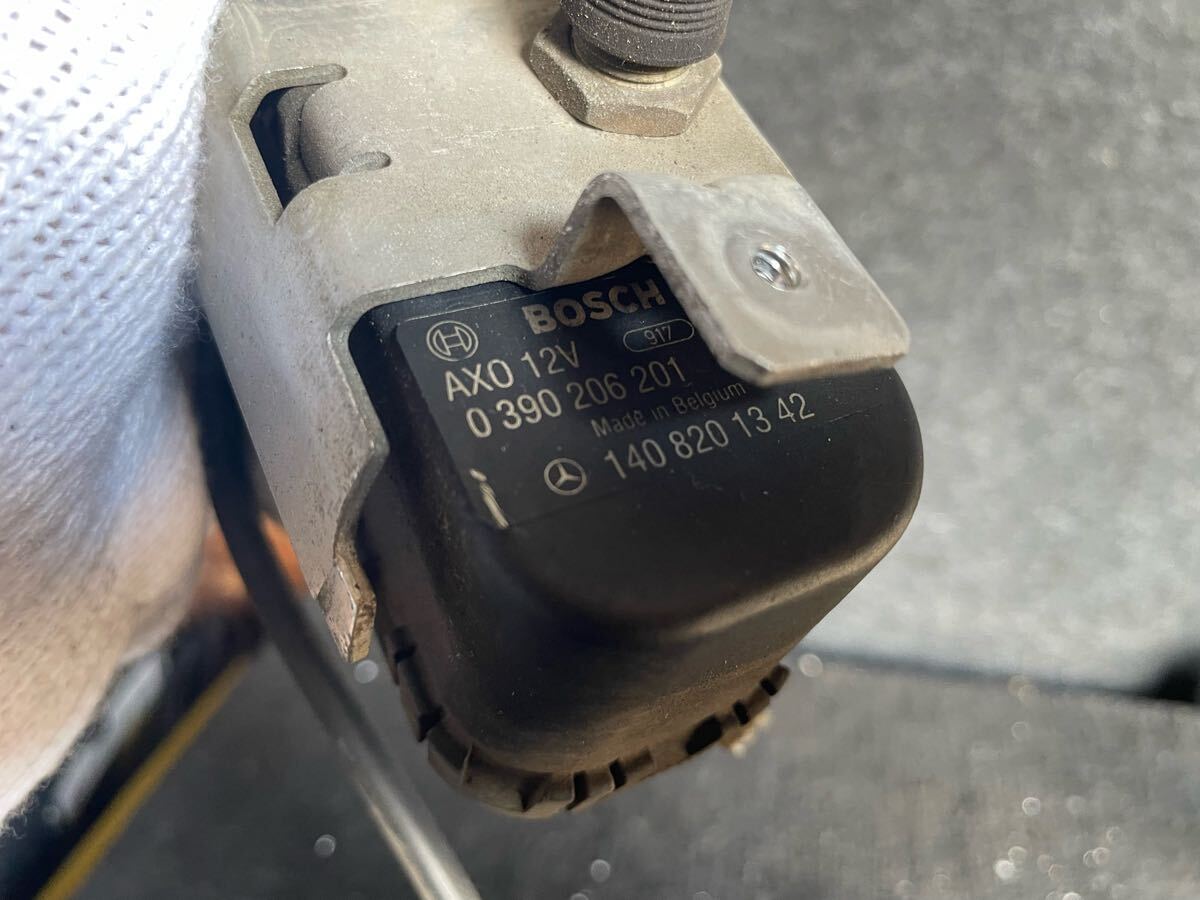 BOSCH
917
AXO 12V
0 390 206 201
Made in Belgium
140 820 13 42